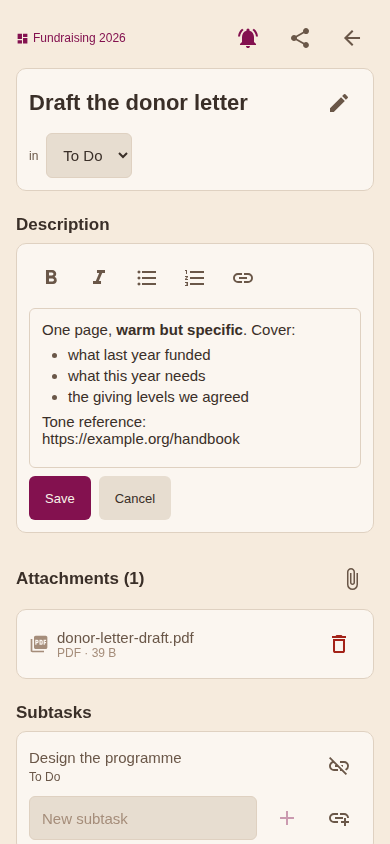 Fundraising 2026
Draft the donor letter
in To Do
Description
B I
One page, warm but specific. Cover:
• what last year funded
• what this year needs
• the giving levels we agreed
Tone reference:
https://example.org/handbook
Save Cancel
Attachments (1)
PDF donor-letter-draft.pdf
PDF · 39 B
Subtasks
Design the programme
To Do
New subtask